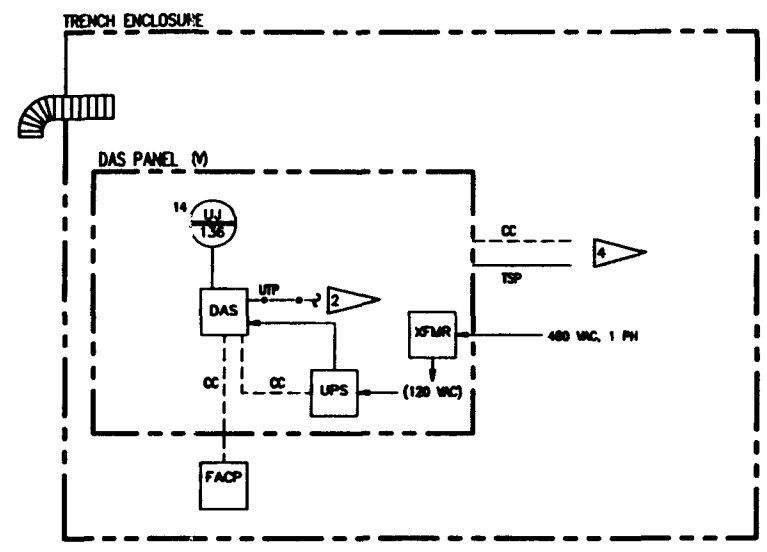 TRENCH ENCLOSURE
DAS PANEL (V)
14
UJ
136
CC
4
TSP
UTP
2
DAS
XFMR
480 VAC, 1 PH
CC
CC
UPS
(120 VAC)
FACP